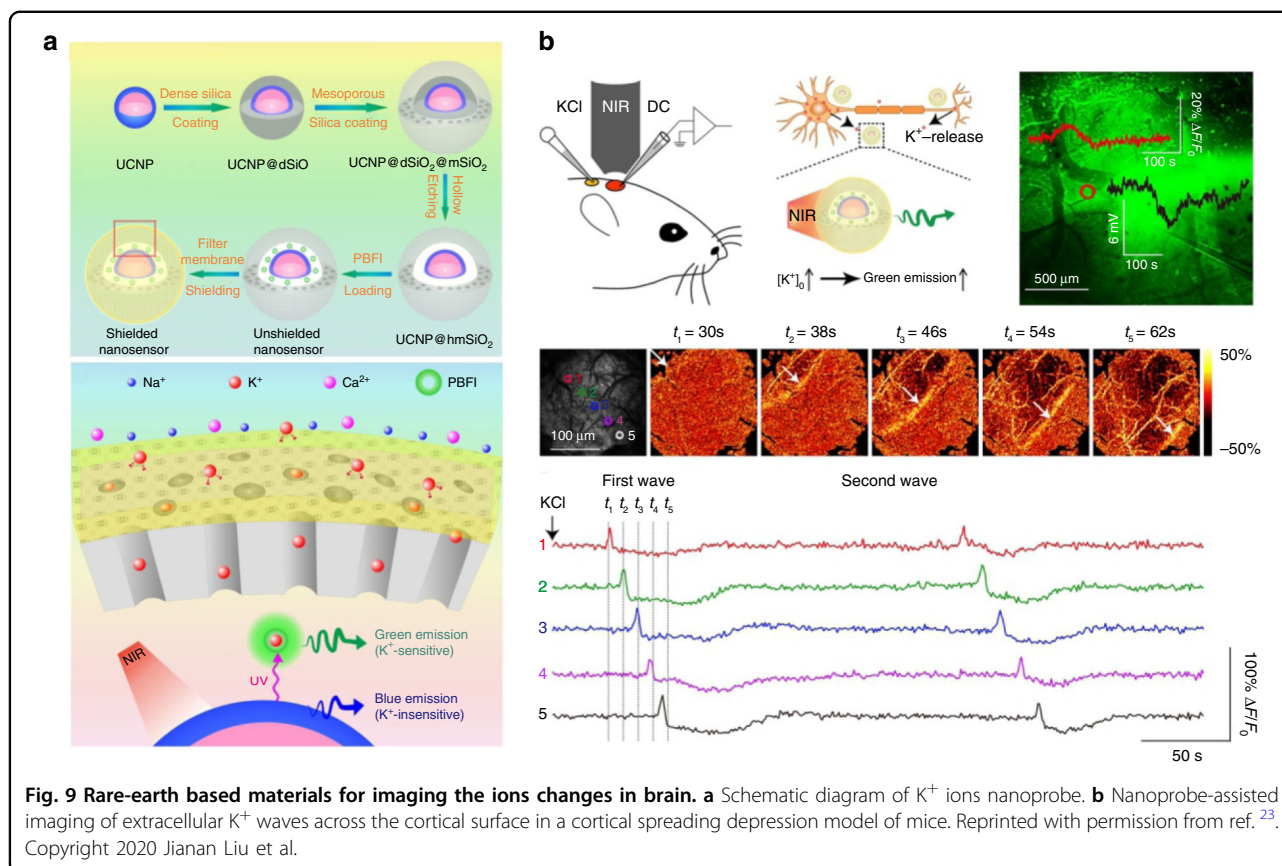 a
Dense silica
Coating
Mesoporous
Silica coating
UCNP
UCNP@dSiO
UCNP@dSiO₂@mSiO₂
Hollow
Etching
Filter
membrane
Shielding
PBFI
Loading
Shielded
nanosensor
Unshielded
nanosensor
UCNP@hmSiO₂
Na⁺
K⁺
Ca²⁺
PBFI
NIR
UV
Green emission
(K⁺-sensitive)
Blue emission
(K⁺-insensitive)
b
KCl
NIR
DC
K⁺–release
NIR
[K⁺]₀↑ → Green emission↑
20% ΔF/F₀
100 s
6 mV
100 s
500 μm
t₁ = 30s
t₂ = 38s
t₃ = 46s
t₄ = 54s
t₅ = 62s
1
2
3
4
5
100 μm
50%
–50%
First wave
Second wave
KCl
t₁ t₂ t₃ t₄ t₅
1
2
3
4
5
100% ΔF/F₀
50 s
Fig. 9 Rare-earth based materials for imaging the ions changes in brain. a Schematic diagram of K⁺ ions nanoprobe. b Nanoprobe-assisted
imaging of extracellular K⁺ waves across the cortical surface in a cortical spreading depression model of mice. Reprinted with permission from ref. ²³.
Copyright 2020 Jianan Liu et al.